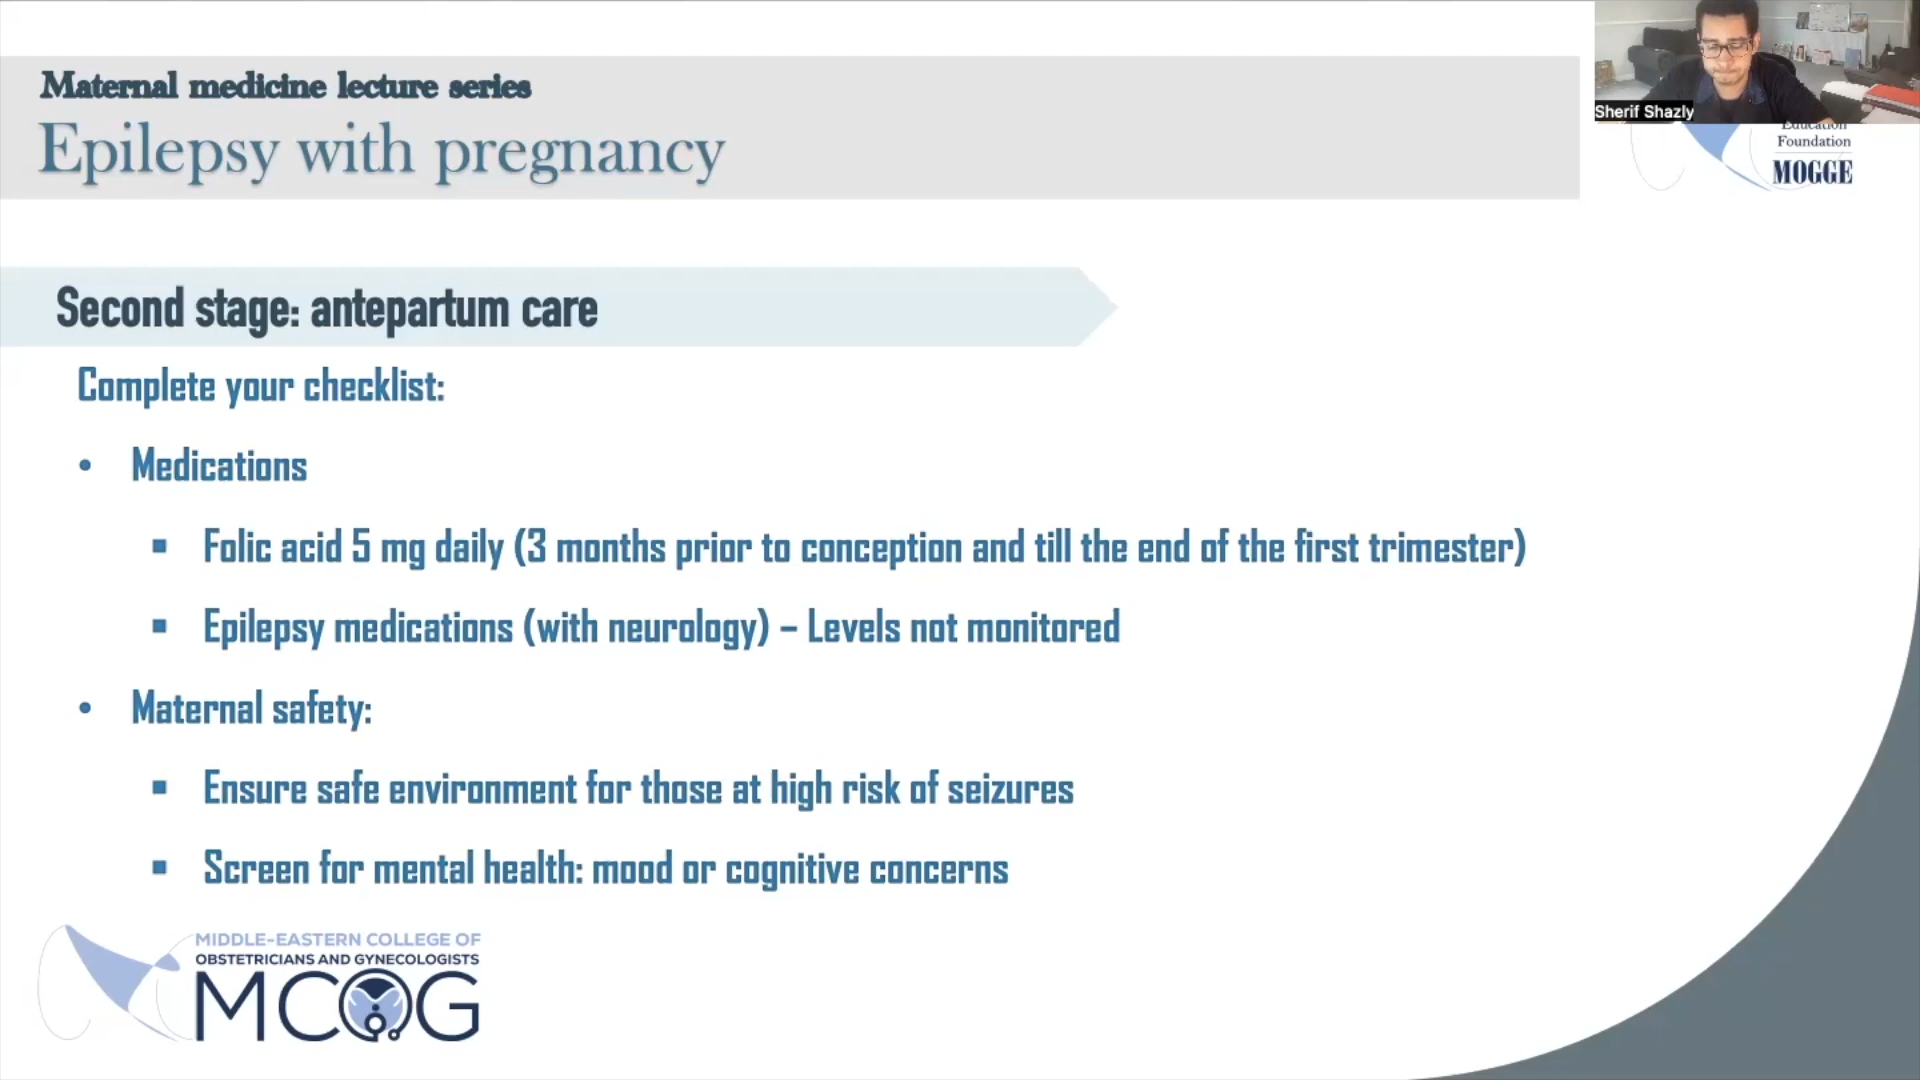 Maternal medicine lecture series
Epilepsy with pregnancy
Sherif Shazly
Education
Foundation
MOGGE
Second stage: antepartum care
Complete your checklist:
• Medications
▪ Folic acid 5 mg daily (3 months prior to conception and till the end of the first trimester)
▪ Epilepsy medications (with neurology) – Levels not monitored
• Maternal safety:
▪ Ensure safe environment for those at high risk of seizures
▪ Screen for mental health: mood or cognitive concerns
MIDDLE-EASTERN COLLEGE OF
OBSTETRICIANS AND GYNECOLOGISTS
MCOG